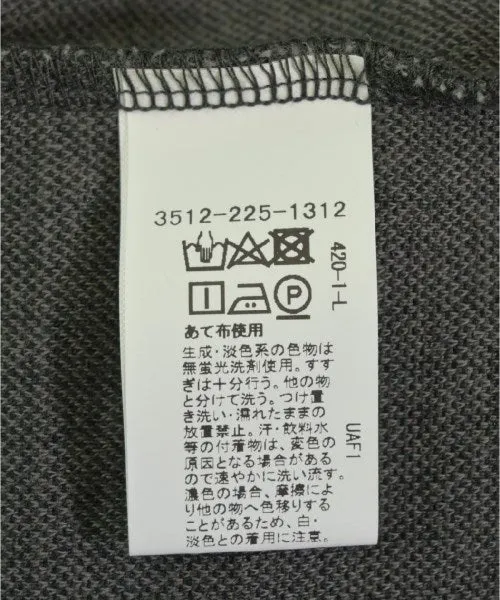 3512-225-1312
420-1-L
P
あて布使用
生成・淡色系の色物は
無蛍光洗剤使用。すす
ぎは十分行う。他の物
と分けて洗う。つけ置
き洗い・濡れたままの
放置禁止。汗・飲料水
等の付着物は、変色の
原因となる場合がある
ので速やかに洗い流す。
濃色の場合、摩擦によ
り他の物へ色移りする
ことがあるため、白・
淡色との着用に注意。
UAF1